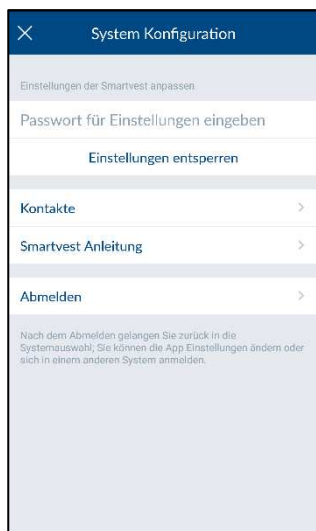 System Konfiguration
Einstellungen der Smartvest anpassen
Passwort für Einstellungen eingeben
Einstellungen entsperren
Kontakte
Smartvest Anleitung
Abmelden
Nach dem Abmelden gelangen Sie zurück in die
Systemauswahl, Sie können die App Einstellungen ändern oder
sich in einem anderen System anmelden.